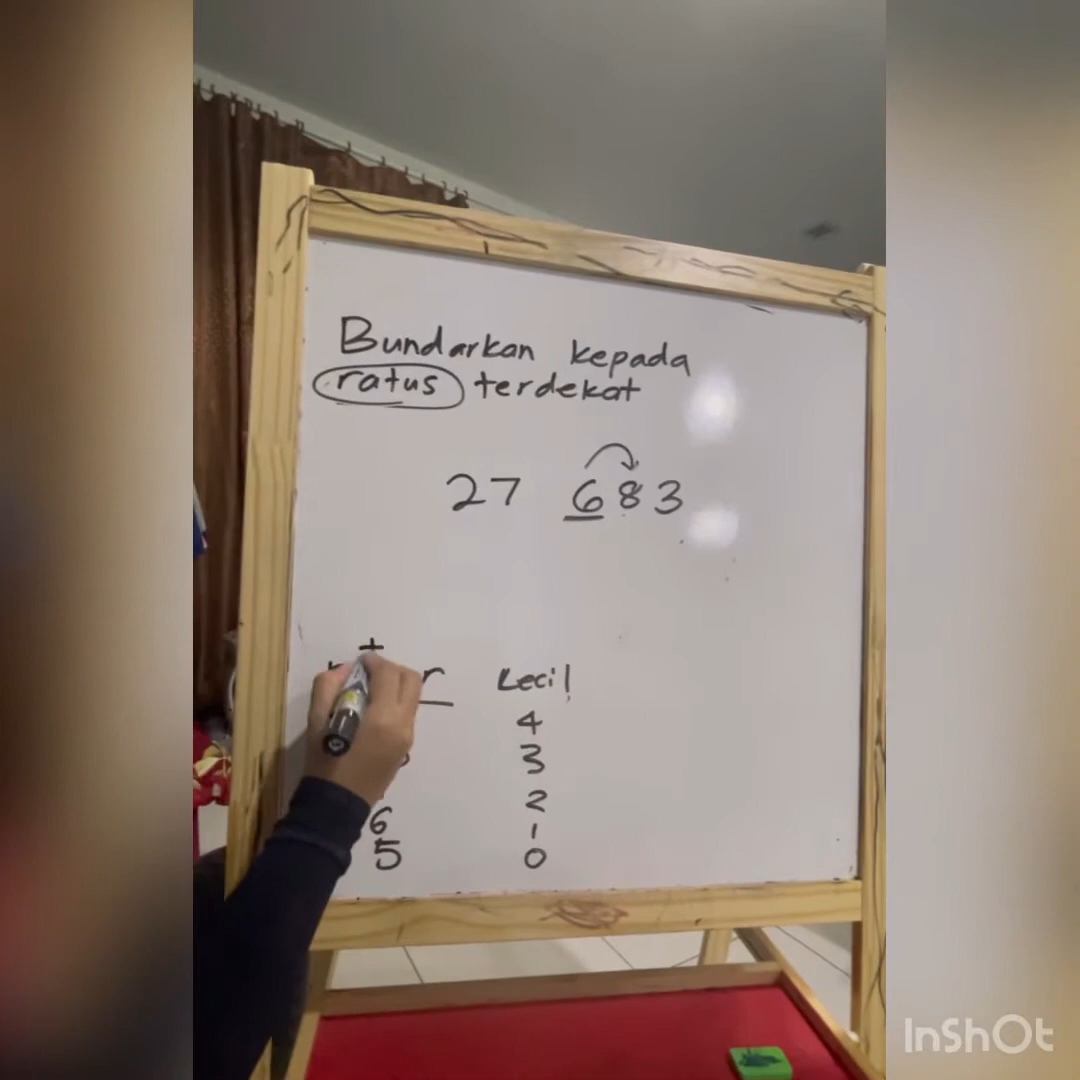 Bundarkan kepada
ratus terdekat
27 683
+
Kecil
4
3
2
6 1
5 0
InShOt